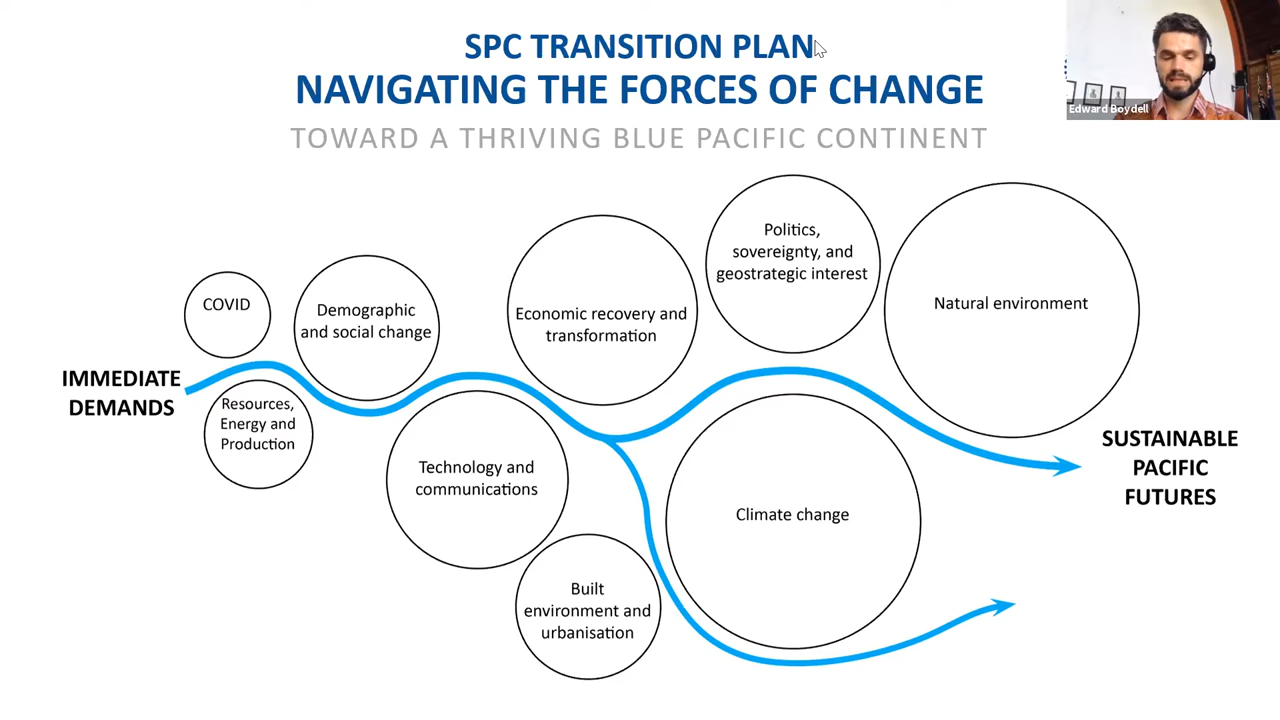 SPC TRANSITION PLAN
NAVIGATING THE FORCES OF CHANGE
TOWARD A THRIVING BLUE PACIFIC CONTINENT
Edward Boydell
COVID
Demographic
and social change
Economic recovery and
transformation
Politics,
sovereignty, and
geostrategic interest
Natural environment
IMMEDIATE
DEMANDS
Resources,
Energy and
Production
Technology and
communications
Built
environment and
urbanisation
Climate change
SUSTAINABLE
PACIFIC
FUTURES